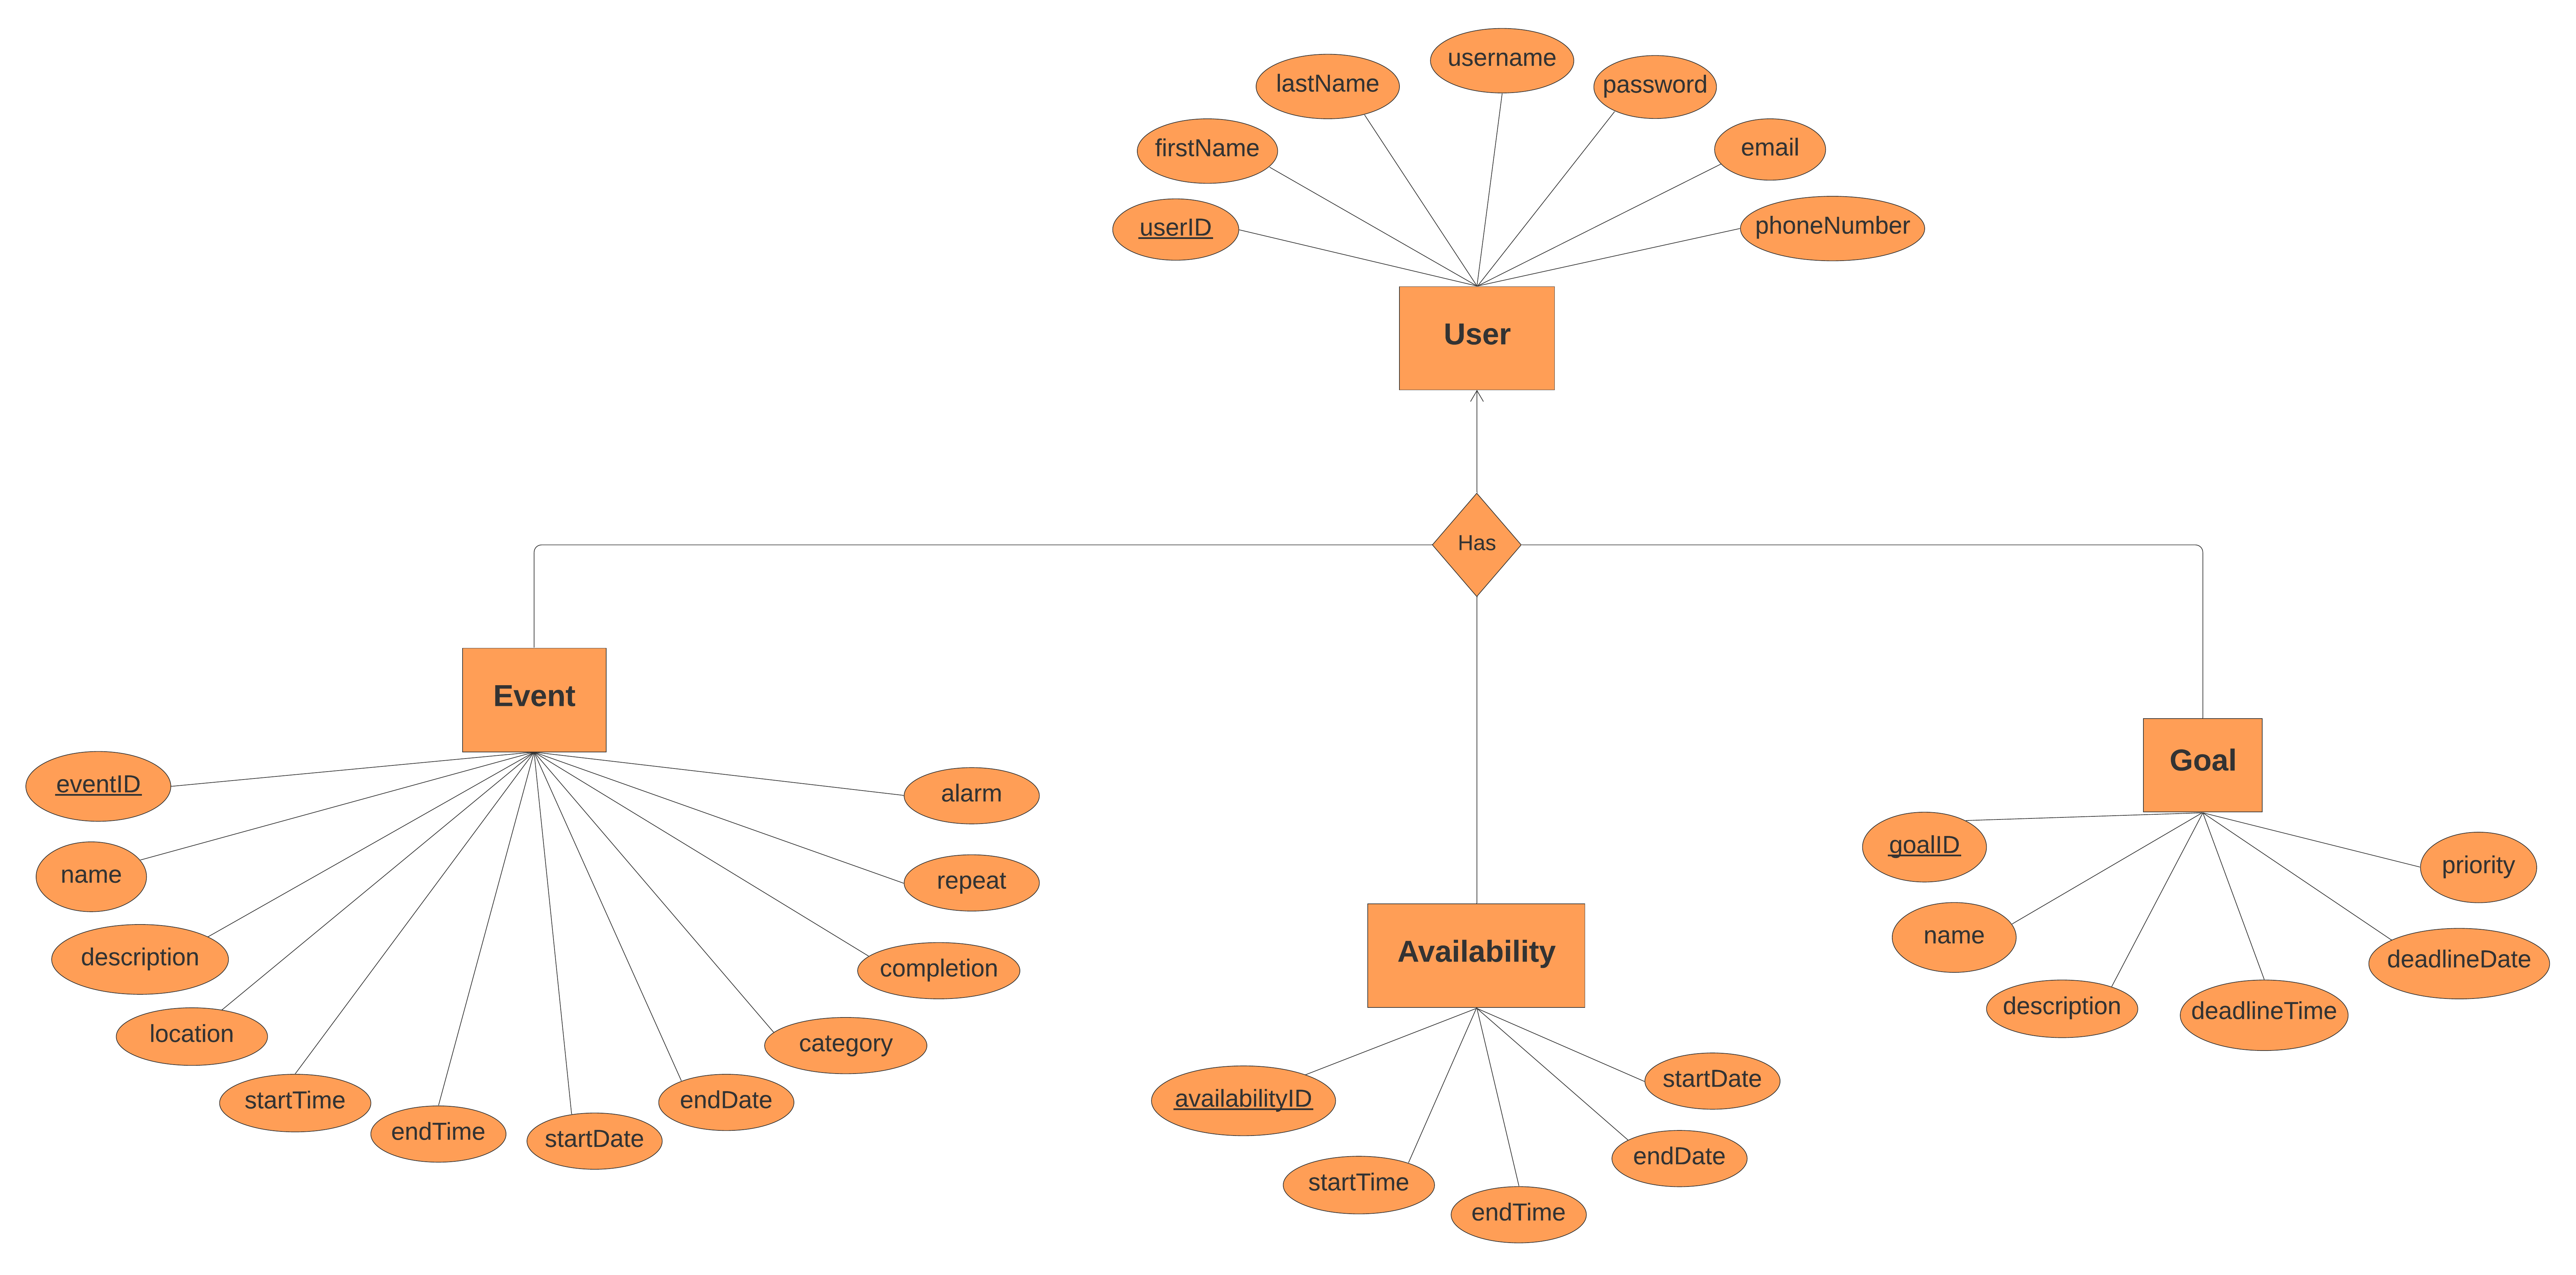 username
lastName
password
firstName
email
userID
phoneNumber
User
Has
Event
eventID
name
description
location
startTime
endTime
startDate
endDate
category
completion
repeat
alarm
Availability
availabilityID
startTime
endTime
endDate
startDate
Goal
goalID
name
description
deadlineTime
deadlineDate
priority